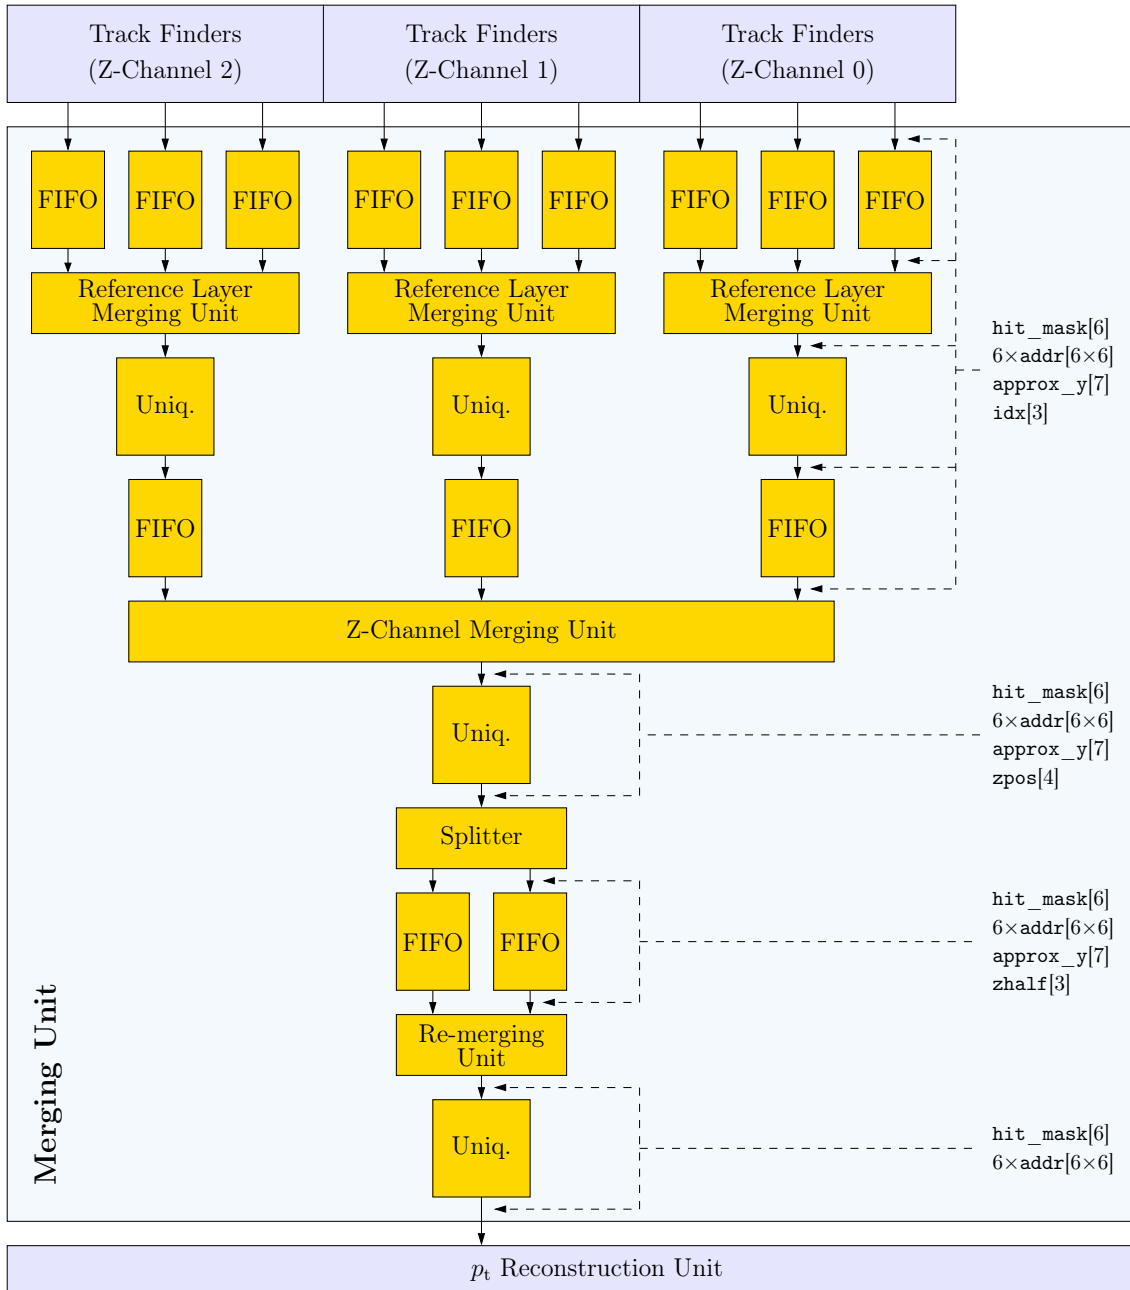 Track Finders
(Z-Channel 2)
Track Finders
(Z-Channel 1)
Track Finders
(Z-Channel 0)
FIFO
FIFO
FIFO
FIFO
FIFO
FIFO
FIFO
FIFO
FIFO
Reference Layer
Merging Unit
Reference Layer
Merging Unit
Reference Layer
Merging Unit
hit_mask[6]
6×addr[6×6]
approx_y[7]
idx[3]
Uniq.
Uniq.
Uniq.
FIFO
FIFO
FIFO
Z-Channel Merging Unit
Uniq.
hit_mask[6]
6×addr[6×6]
approx_y[7]
zpos[4]
Splitter
FIFO
FIFO
hit_mask[6]
6×addr[6×6]
approx_y[7]
zhalf[3]
Re-merging
Unit
Uniq.
hit_mask[6]
6×addr[6×6]
Merging Unit
pt Reconstruction Unit